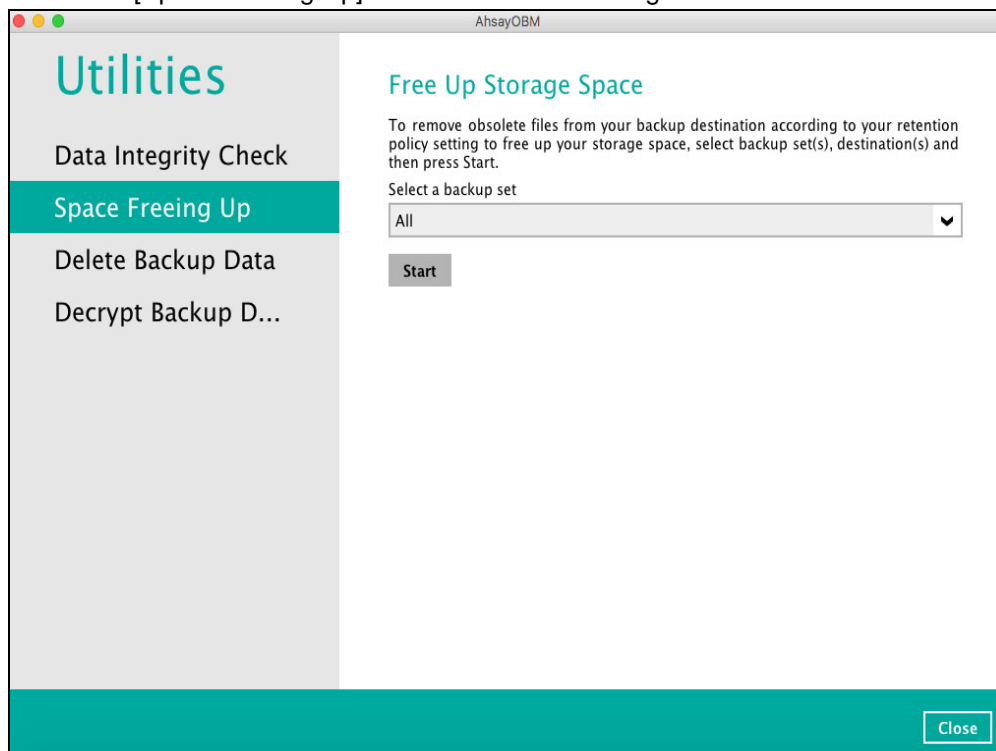 AhsayOBM
Utilities
Data Integrity Check
Space Freeing Up
Delete Backup Data
Decrypt Backup D...
Free Up Storage Space
To remove obsolete files from your backup destination according to your retention
policy setting to free up your storage space, select backup set(s), destination(s) and
then press Start.
Select a backup set
All
Start
Close